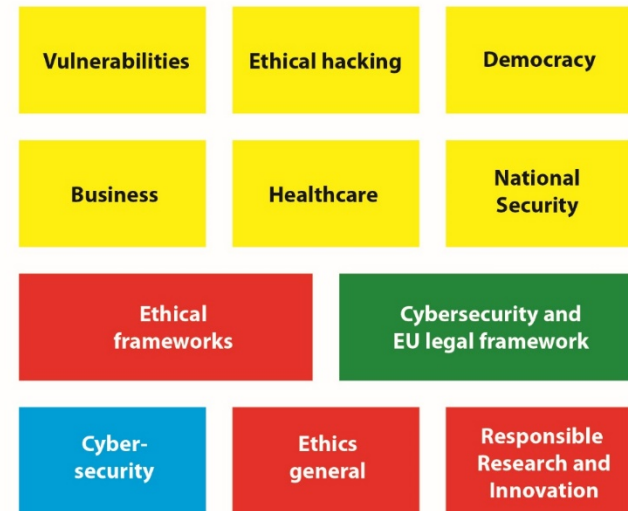 Vulnerabilities
Ethical hacking
Democracy
Business
Healthcare
National
Security
Ethical
frameworks
Cybersecurity and
EU legal framework
Cyber-
security
Ethics
general
Responsible
Research and
Innovation